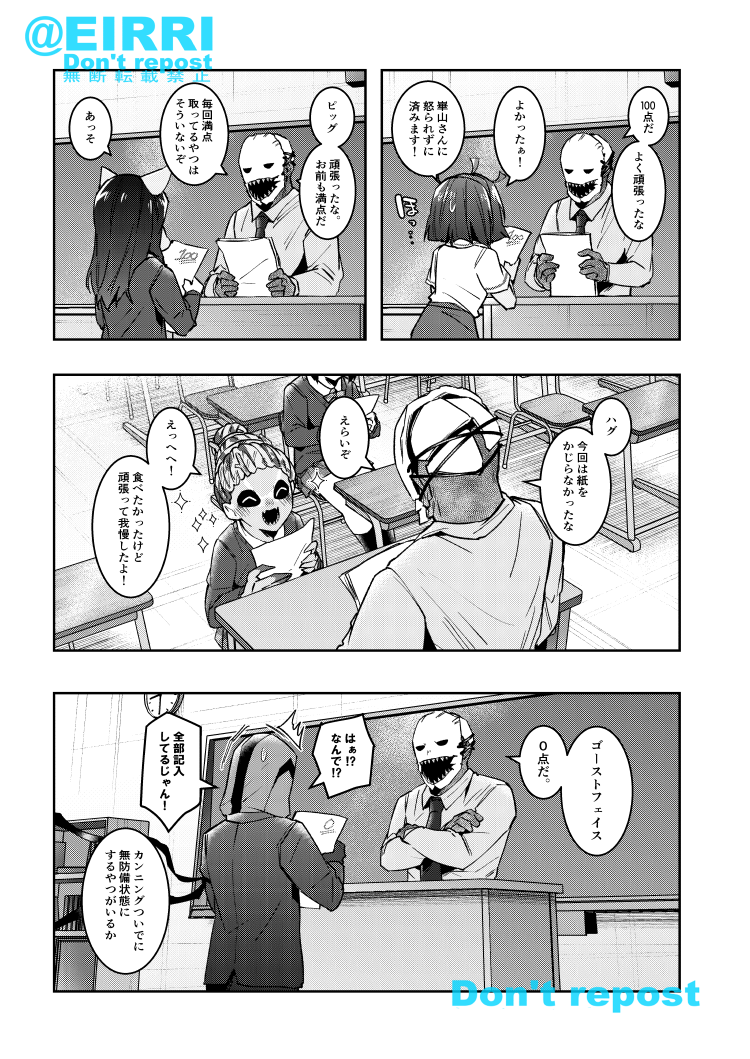 @EIRRI
Don't repost
無断転載禁止
100点だ
よく頑張ったな
よかったぁ！
崋山さんに
怒られずに
済みます！
ほっ…
100
ピッグ
頑張ったな。
お前も満点だ
毎回満点
取ってるやつは
そういないぞ
あっそ
100
ハグ
今回は紙を
かじらなかったな
えらいぞ
えっへへ！
食べたかったけど
頑張って我慢したよ！
ゴーストフェイス
０点だ。
はぁ!?
なんで!?
全部記入
してるじゃん！
0
カンニングついでに
無防備状態に
するやつがいるか
Don't repost